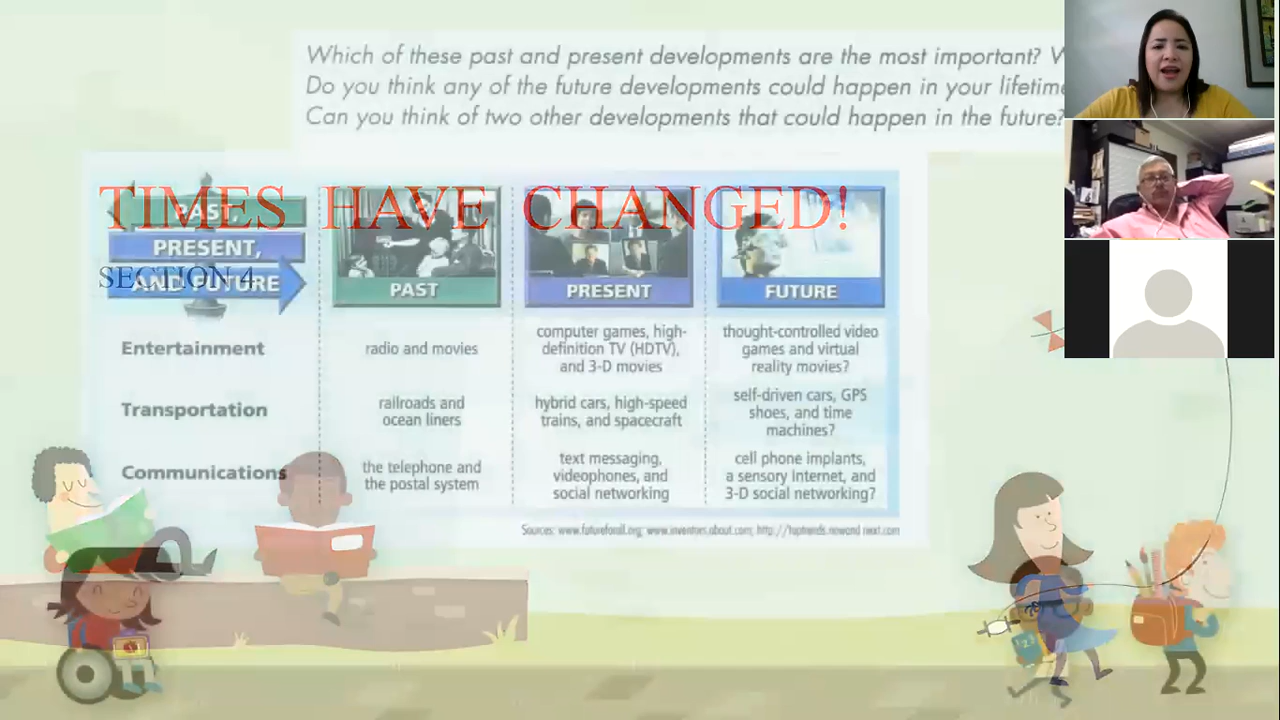 Which of these past and present developments are the most important? W
Do you think any of the future developments could happen in your lifetime
Can you think of two other developments that could happen in the future?
TIMES HAVE CHANGED!
PAST,
PRESENT,
AND FUTURE
SECTION 4
PAST
PRESENT
FUTURE
Entertainment
radio and movies
computer games, high-
definition TV (HDTV),
and 3-D movies
thought-controlled video
games and virtual
reality movies?
Transportation
railroads and
ocean liners
hybrid cars, high-speed
trains, and spacecraft
self-driven cars, GPS
shoes, and time
machines?
Communications
the telephone and
the postal system
text messaging,
videophones, and
social networking
cell phone implants,
a sensory Internet, and
3-D social networking?
Sources: www.futureforall.org; www.inventors.about.com;
123